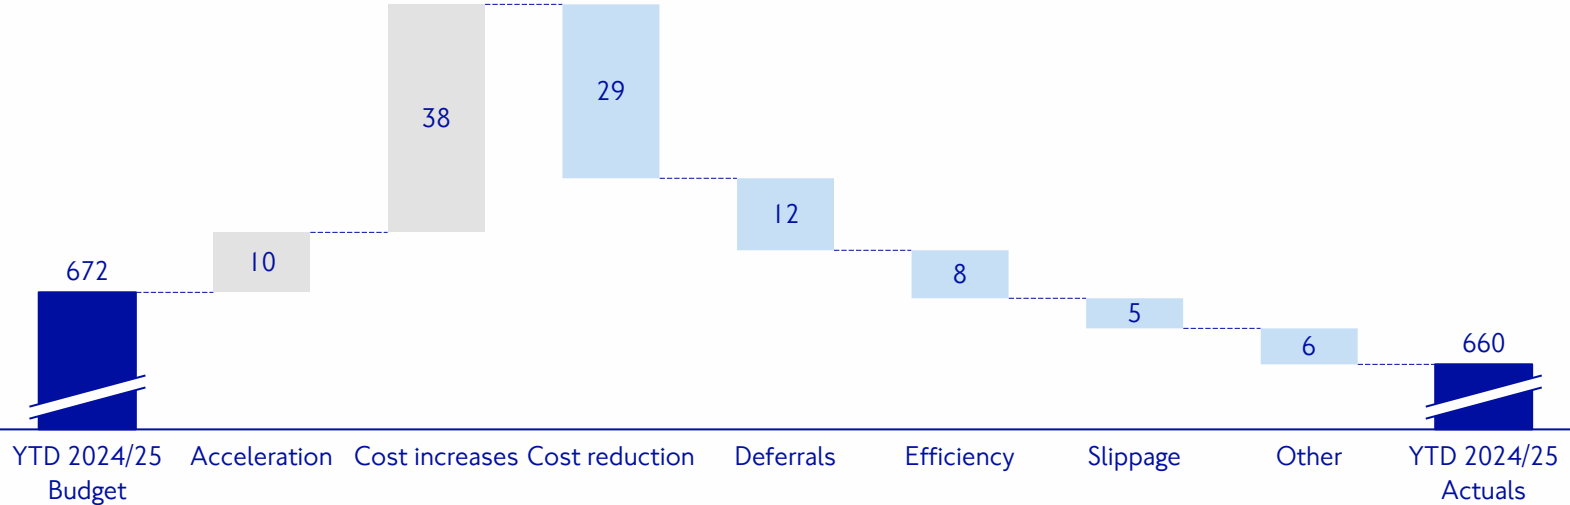 38
29
12
10
8
672
5
6
660
YTD 2024/25
Budget
Acceleration
Cost increases
Cost reduction
Deferrals
Efficiency
Slippage
Other
YTD 2024/25
Actuals